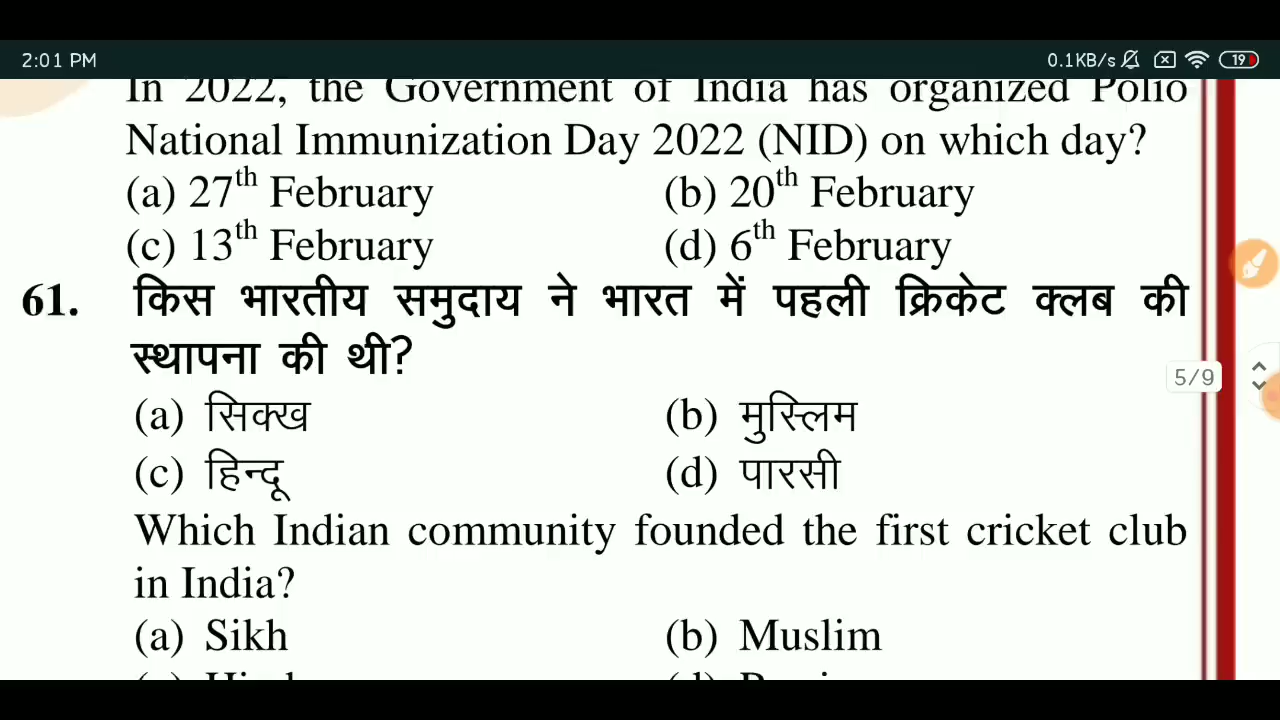 2:01 PM
0.1KB/s
19
In 2022, the Government of India has organized Polio
National Immunization Day 2022 (NID) on which day?
(a) 27th February (b) 20th February
(c) 13th February (d) 6th February
61. किस भारतीय समुदाय ने भारत में पहली क्रिकेट क्लब की
स्थापना की थी?
(a) सिक्ख (b) मुस्लिम
(c) हिन्दू (d) पारसी
5/9
Which Indian community founded the first cricket club
in India?
(a) Sikh (b) Muslim